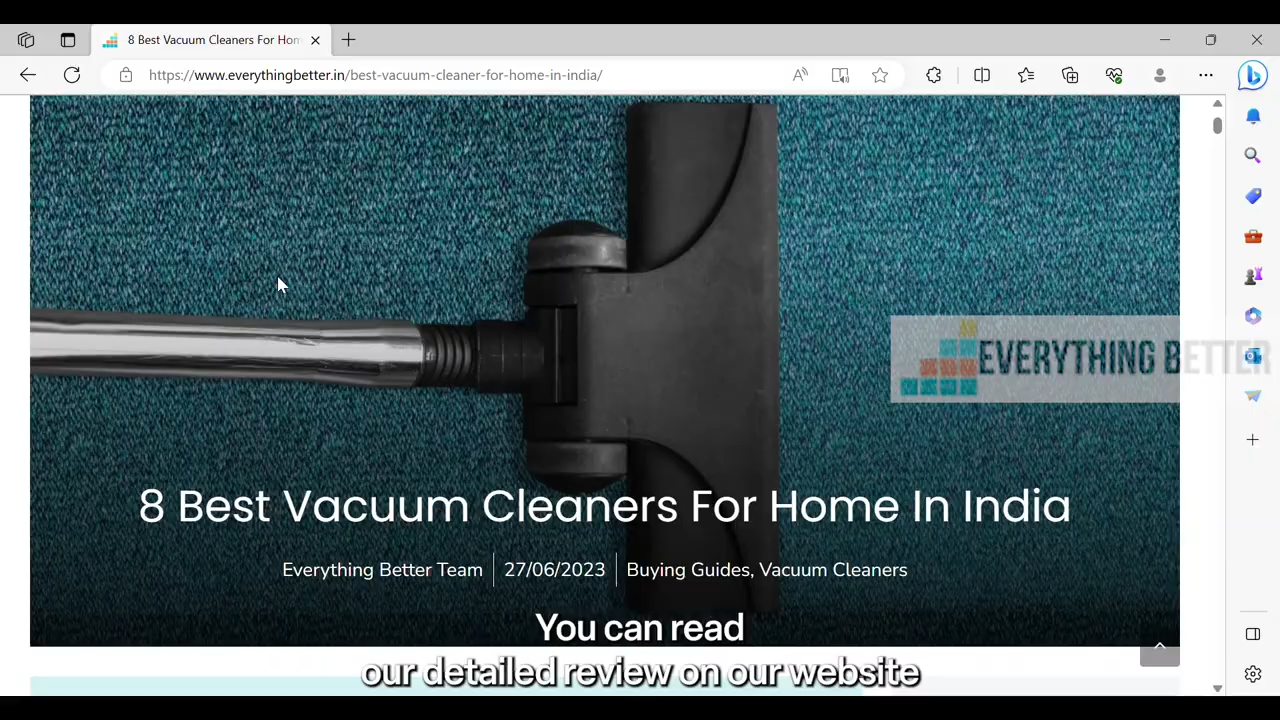 8 Best Vacuum Cleaners For Hom
https://www.everythingbetter.in/best-vacuum-cleaner-for-home-in-india/
EVERYTHING BETTER
8 Best Vacuum Cleaners For Home In India
Everything Better Team | 27/06/2023 | Buying Guides, Vacuum Cleaners
You can read
our detailed review on our website